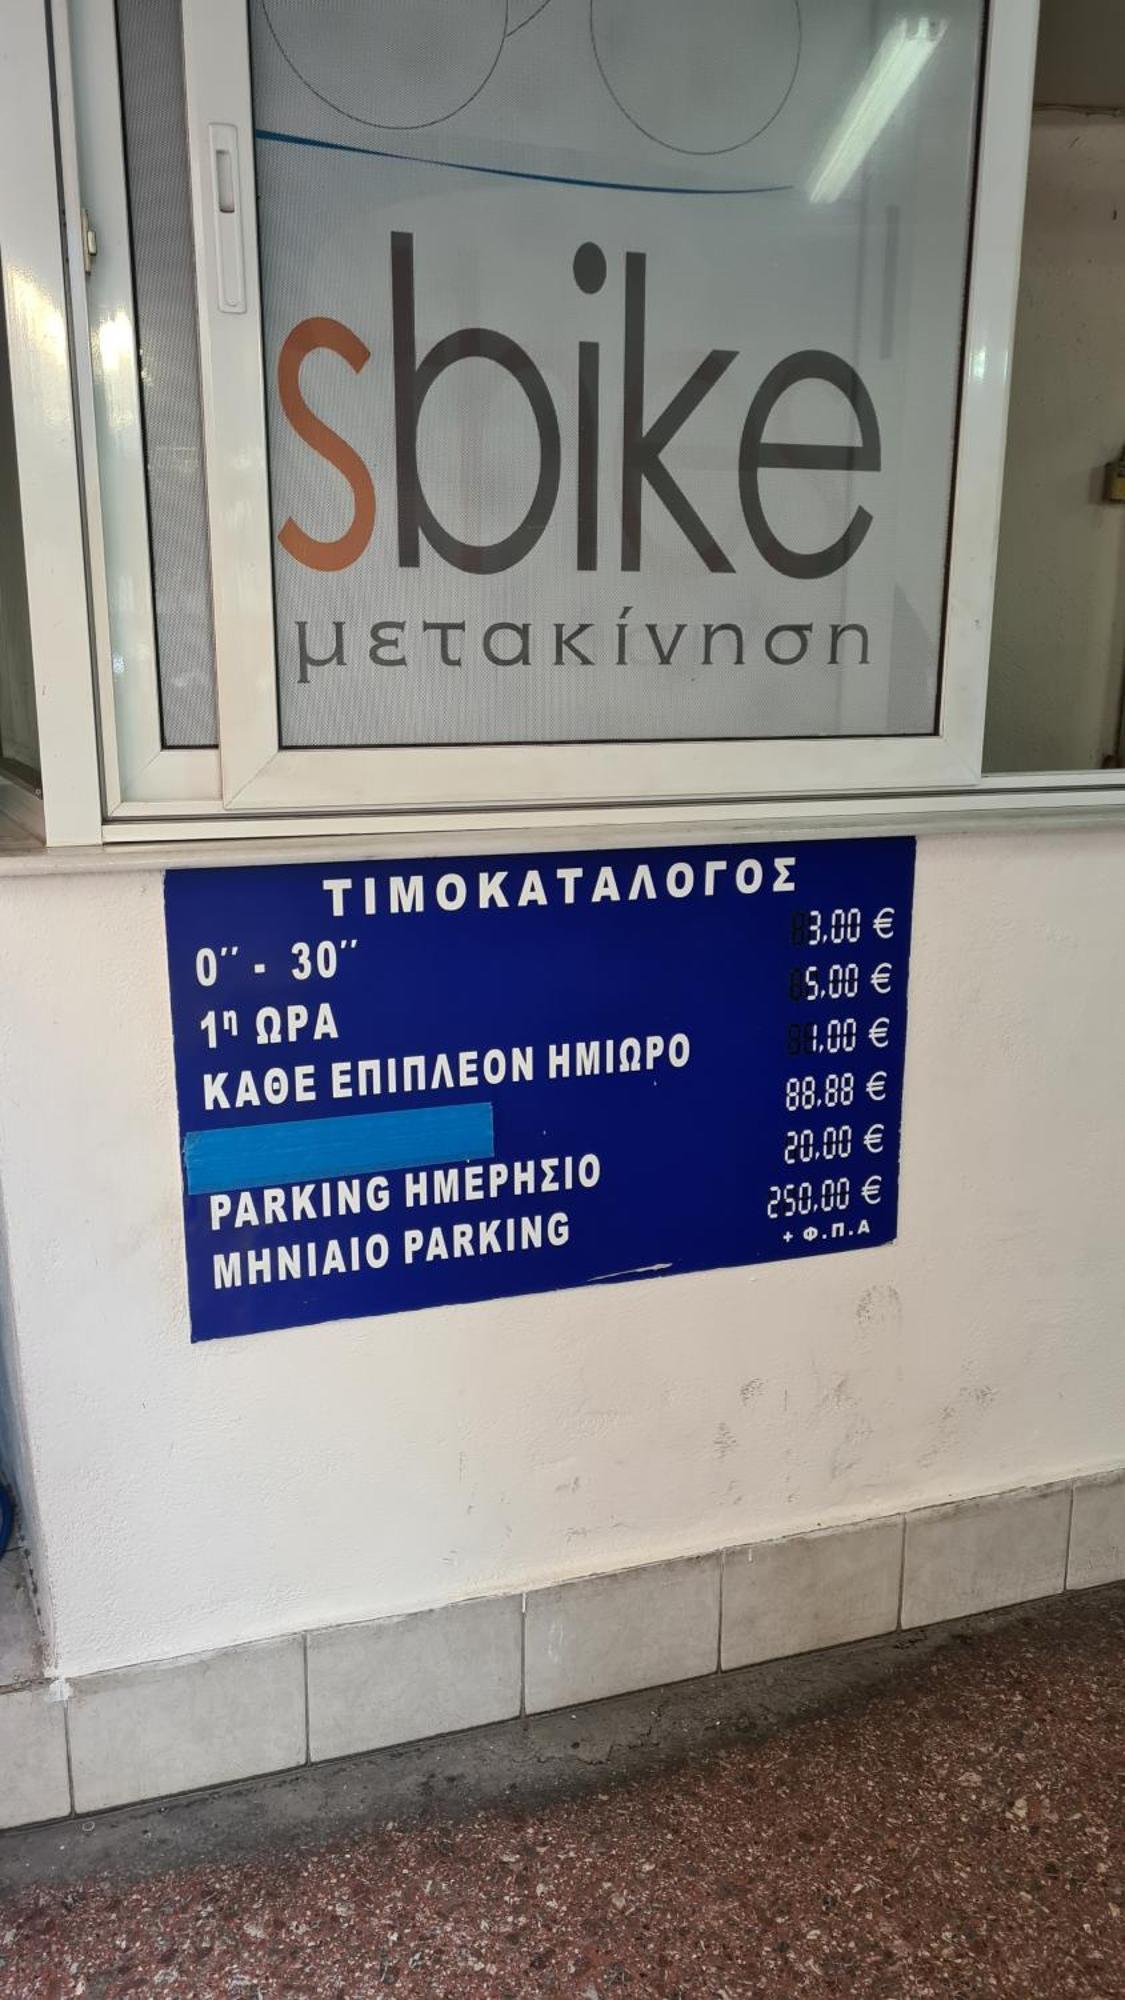 sbike
μετακίνηση
ΤΙΜΟΚΑΤΑΛΟΓΟΣ
0″ - 30″ 3,00 €
1η ΩΡΑ 5,00 €
ΚΑΘΕ ΕΠΙΠΛΕΟΝ ΗΜΙΩΡΟ 1,00 €
88,88 €
PARKING ΗΜΕΡΗΣΙΟ 20,00 €
ΜΗΝΙΑΙΟ PARKING 250,00 €
+ Φ.Π.Α